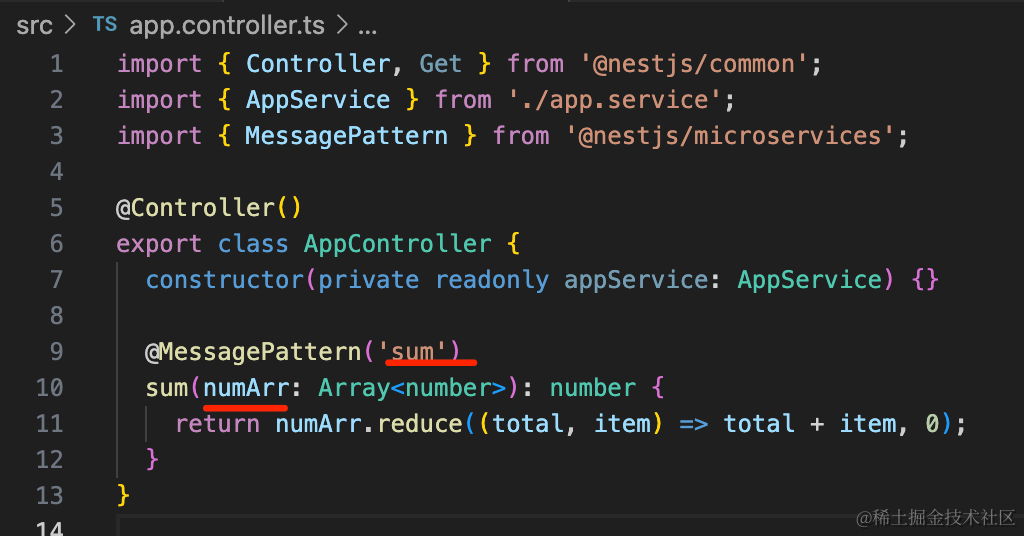 src > TS app.controller.ts > ...
1 import { Controller, Get } from '@nestjs/common';
2 import { AppService } from './app.service';
3 import { MessagePattern } from '@nestjs/microservices';
4
5 @Controller()
6 export class AppController {
7 constructor(private readonly appService: AppService) {}
8
9 @MessagePattern('sum')
10 sum(numArr: Array<number>): number {
11 return numArr.reduce((total, item) => total + item, 0);
12 }
13 }
14
@稀土掘金技术社区